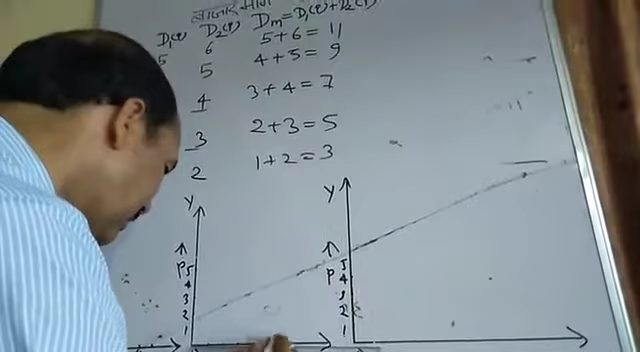 बाजार मांग
D₁(P) D₂(P) Dm = D₁(P) + D₂(P)
5 6 5+6 = 11
5 4+5 = 9
4 3+4 = 7
3 2+3 = 5
2 1+2 = 3
Y Y
P 5 P 5
4 4
3 3
2 2
1 1